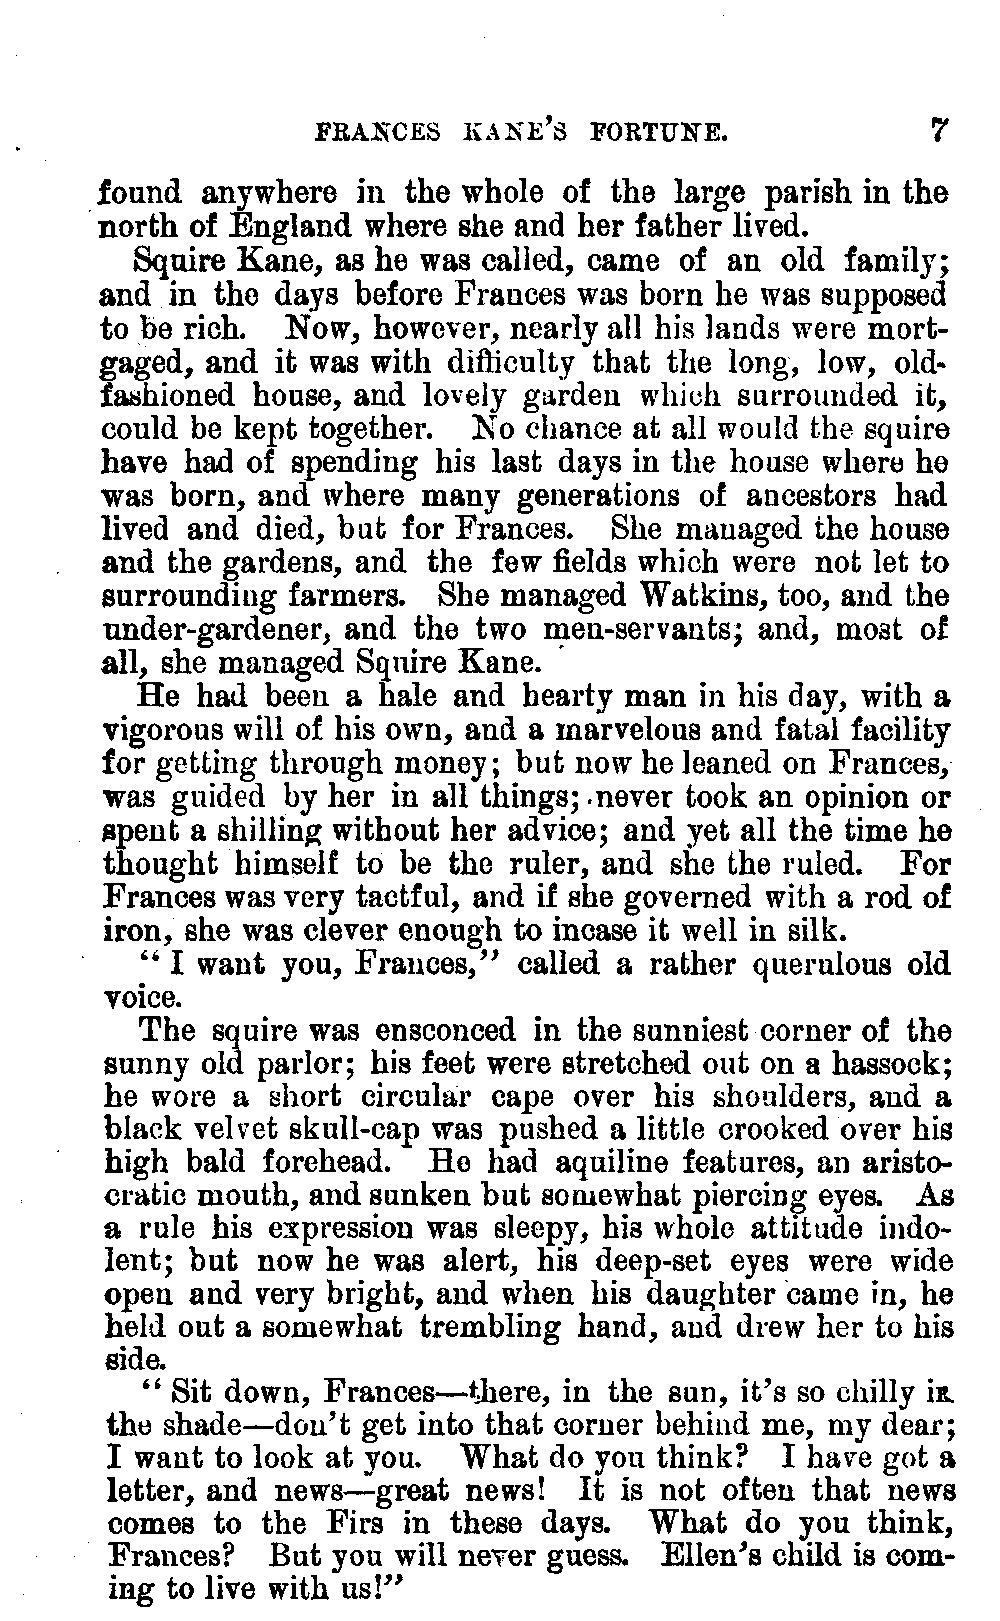 FRANCES KANE'S FORTUNE. 7
found anywhere in the whole of the large parish in the
north of England where she and her father lived.
Squire Kane, as he was called, came of an old family;
and in the days before Frances was born he was supposed
to be rich. Now, however, nearly all his lands were mort-
gaged, and it was with difficulty that the long, low, old-
fashioned house, and lovely garden which surrounded it,
could be kept together. No chance at all would the squire
have had of spending his last days in the house where he
was born, and where many generations of ancestors had
lived and died, but for Frances. She managed the house
and the gardens, and the few fields which were not let to
surrounding farmers. She managed Watkins, too, and the
under-gardener, and the two men-servants; and, most of
all, she managed Squire Kane.
He had been a hale and hearty man in his day, with a
vigorous will of his own, and a marvelous and fatal facility
for getting through money; but now he leaned on Frances,
was guided by her in all things; never took an opinion or
spent a shilling without her advice; and yet all the time he
thought himself to be the ruler, and she the ruled. For
Frances was very tactful, and if she governed with a rod of
iron, she was clever enough to incase it well in silk.
"I want you, Frances," called a rather querulous old
voice.
The squire was ensconced in the sunniest corner of the
sunny old parlor; his feet were stretched out on a hassock;
he wore a short circular cape over his shoulders, and a
black velvet skull-cap was pushed a little crooked over his
high bald forehead. He had aquiline features, an aristo-
cratic mouth, and sunken but somewhat piercing eyes. As
a rule his expression was sleepy, his whole attitude indo-
lent; but now he was alert, his deep-set eyes were wide
open and very bright, and when his daughter came in, he
held out a somewhat trembling hand, and drew her to his
side.
"Sit down, Frances—there, in the sun, it's so chilly in
the shade—don't get into that corner behind me, my dear;
I want to look at you. What do you think? I have got a
letter, and news—great news! It is not often that news
comes to the Firs in these days. What do you think,
Frances? But you will never guess. Ellen's child is com-
ing to live with us!"